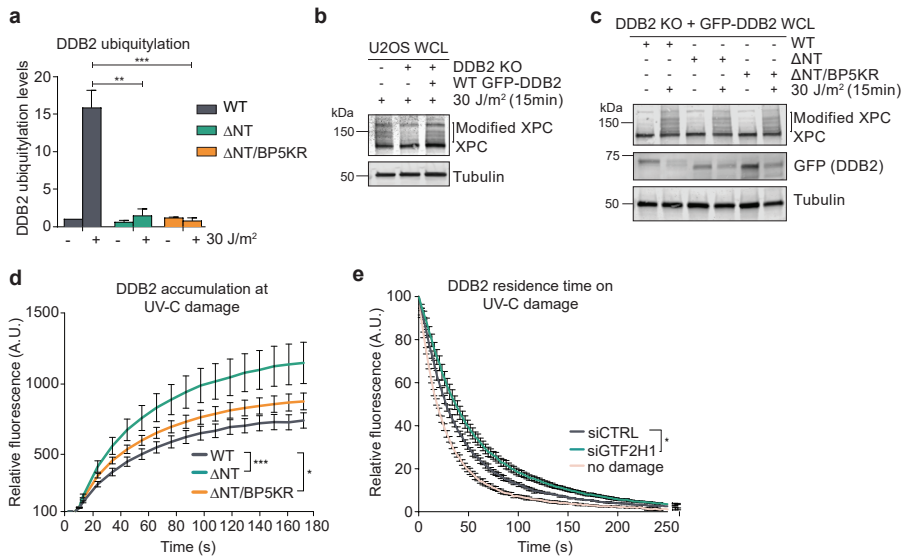 a
DDB2 ubiquitylation
***
**
DDB2 ubiquitylation levels
20
15
10
5
0
WT
ΔNT
ΔNT/BP5KR
- + - + - + 30 J/m²
b
U2OS WCL
- + + DDB2 KO
- - + WT GFP-DDB2
+ + + 30 J/m² (15min)
kDa
150
Modified XPC
XPC
50
Tubulin
c
DDB2 KO + GFP-DDB2 WCL
+ + - - - - WT
- - + + - - ΔNT
- - - - + + ΔNT/BP5KR
- + - + - + 30 J/m² (15min)
kDa
150
Modified XPC
XPC
75
GFP (DDB2)
50
Tubulin
d
DDB2 accumulation at
UV-C damage
Relative fluorescence (A.U.)
1500
1000
500
100
WT
ΔNT
ΔNT/BP5KR
***
*
0 20 40 60 80 100 120 140 160 180
Time (s)
e
DDB2 residence time on
UV-C damage
Relative fluorescence (A.U.)
100
80
60
40
20
0
siCTRL
siGTF2H1
no damage
*
0 50 100 150 200 250
Time (s)